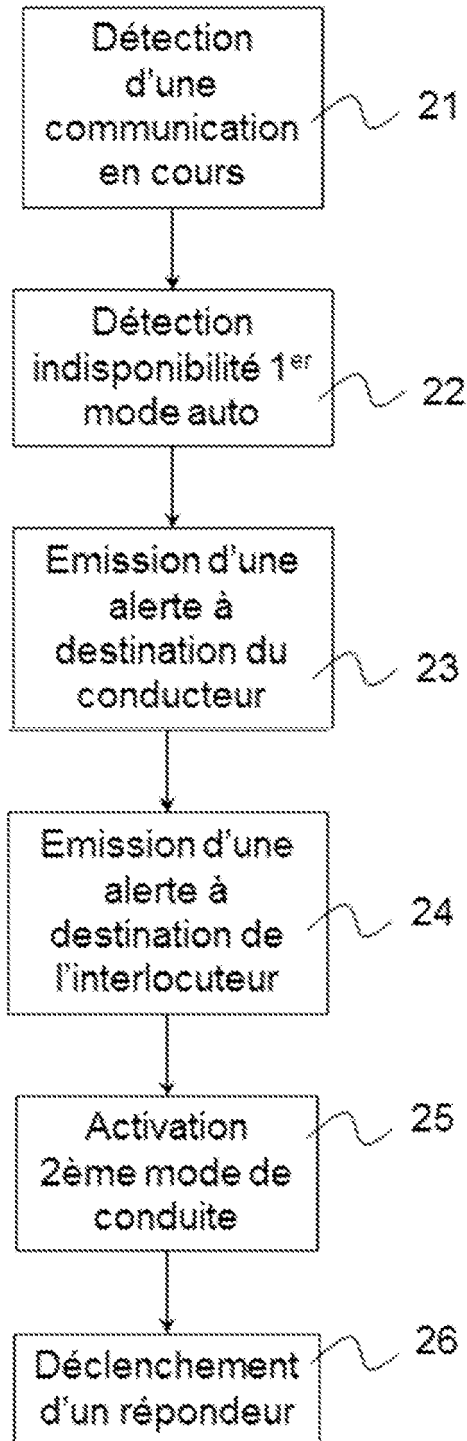 Détection
d'une
communication
en cours
21
Détection
indisponibilité 1er
mode auto
22
Emission d'une
alerte à
destination du
conducteur
23
Emission d'une
alerte à
destination de
l'interlocuteur
24
Activation
2ème mode de
conduite
25
Déclenchement
d'un répondeur
26